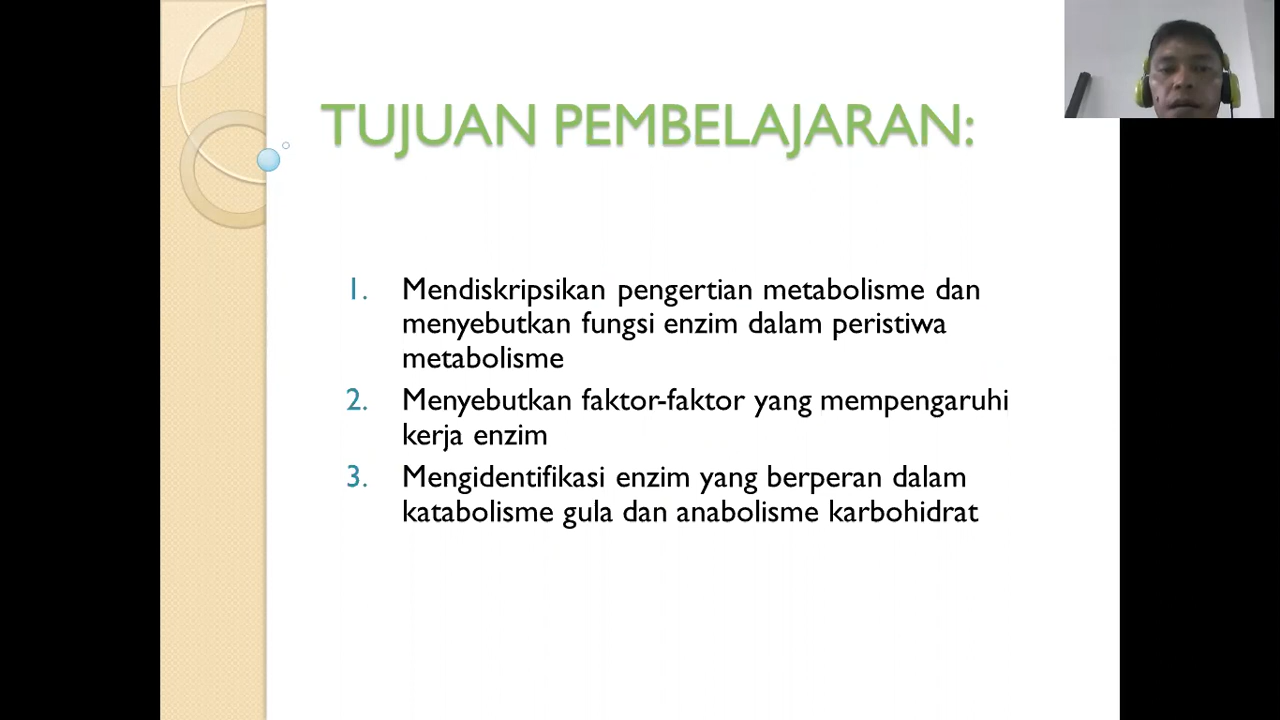 TUJUAN PEMBELAJARAN:
1. Mendiskripsikan pengertian metabolisme dan
menyebutkan fungsi enzim dalam peristiwa
metabolisme
2. Menyebutkan faktor-faktor yang mempengaruhi
kerja enzim
3. Mengidentifikasi enzim yang berperan dalam
katabolisme gula dan anabolisme karbohidrat